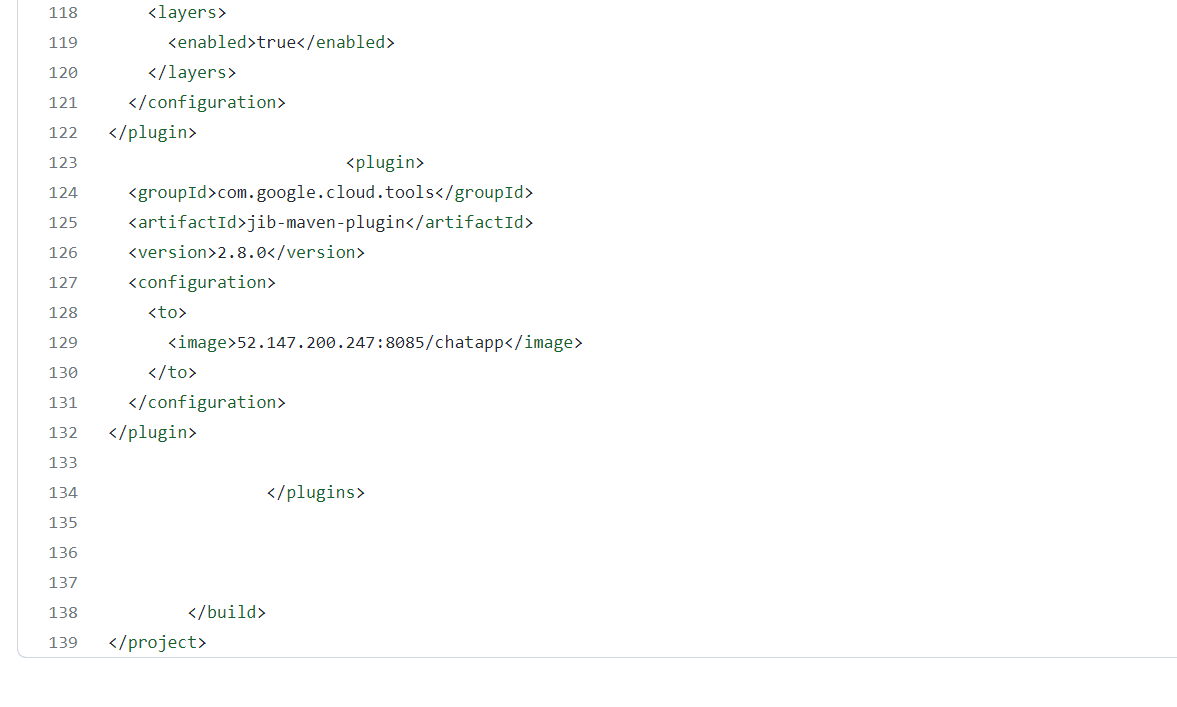 118 <layers>
119 <enabled>true</enabled>
120 </layers>
121 </configuration>
122 </plugin>
123 <plugin>
124 <groupId>com.google.cloud.tools</groupId>
125 <artifactId>jib-maven-plugin</artifactId>
126 <version>2.8.0</version>
127 <configuration>
128 <to>
129 <image>52.147.200.247:8085/chatapp</image>
130 </to>
131 </configuration>
132 </plugin>
133
134 </plugins>
135
136
137
138 </build>
139 </project>